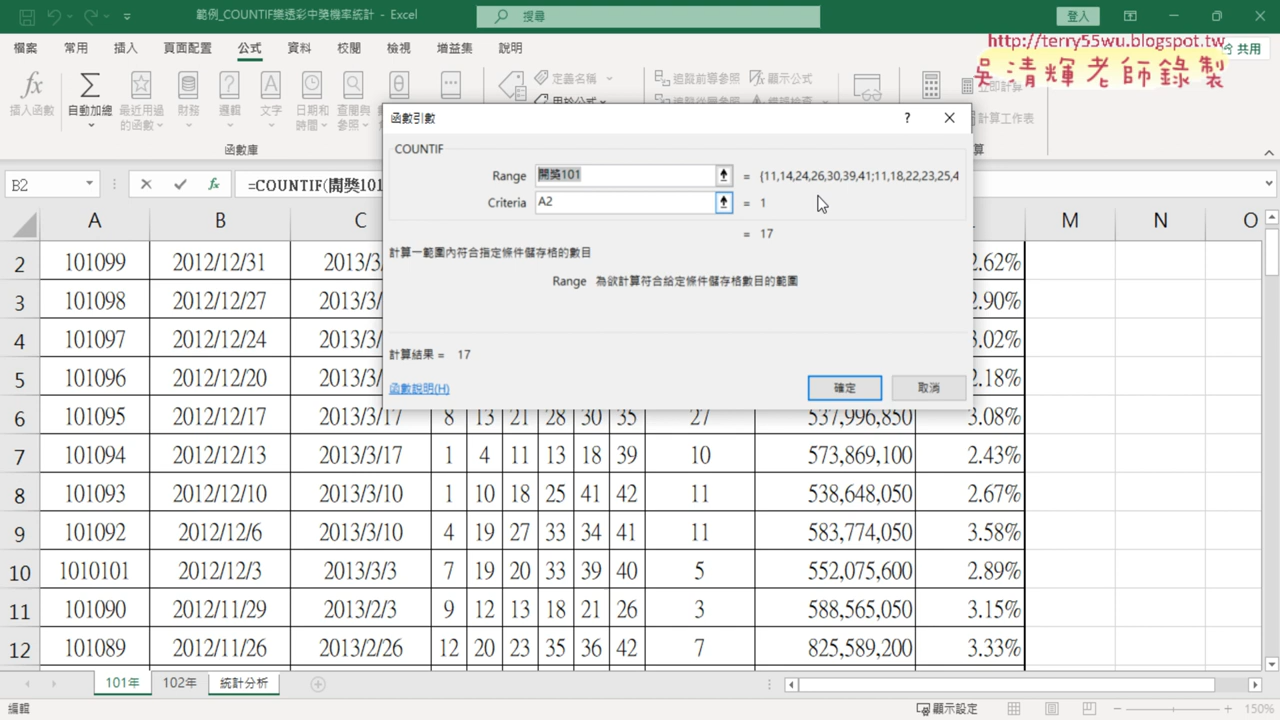 範例_COUNTIF樂透彩中獎機率統計 - Excel
搜尋
登入
http://terry55wu.blogspot.tw
吳清輝老師錄製
檔案 常用 插入 頁面配置 公式 資料 校閱 檢視 增益集 說明
共用
插入函數
自動加總
最近用過的函數
財務
邏輯
文字
日期和時間
查閱與參照
定義名稱
用於公式
追蹤前導參照
顯示公式
計算工作表
函數庫
B2
=COUNTIF(開獎101
函數引數
?
COUNTIF
Range 開獎101 = {11,14,24,26,30,39,41;11,18,22,23,25,4
Criteria A2 = 1
= 17
計算一範圍內符合指定條件儲存格的數目
Range 為欲計算符合給定條件儲存格數目的範圍
計算結果 = 17
函數說明(H)
確定 取消
A B C M N O
2 101099 2012/12/31 2013/3 2.62%
3 101098 2012/12/27 2013/3/ 2.90%
4 101097 2012/12/24 2013/3/ 3.02%
5 101096 2012/12/20 2013/3/ 2.18%
6 101095 2012/12/17 2013/3/17 8 13 21 28 30 35 27 537,996,850 3.08%
7 101094 2012/12/13 2013/3/17 1 4 11 13 18 39 10 573,869,100 2.43%
8 101093 2012/12/10 2013/3/10 1 10 18 25 41 42 11 538,648,050 2.67%
9 101092 2012/12/6 2013/3/10 4 19 27 33 34 41 11 583,774,050 3.58%
10 1010101 2012/12/3 2013/3/3 7 19 20 33 39 40 5 552,075,600 2.89%
11 101090 2012/11/29 2013/2/3 9 12 13 18 21 26 3 588,565,050 3.15%
12 101089 2012/11/26 2013/2/26 12 20 23 35 36 42 7 825,589,200 3.33%
101年 102年 統計分析
編輯
顯示設定
150%